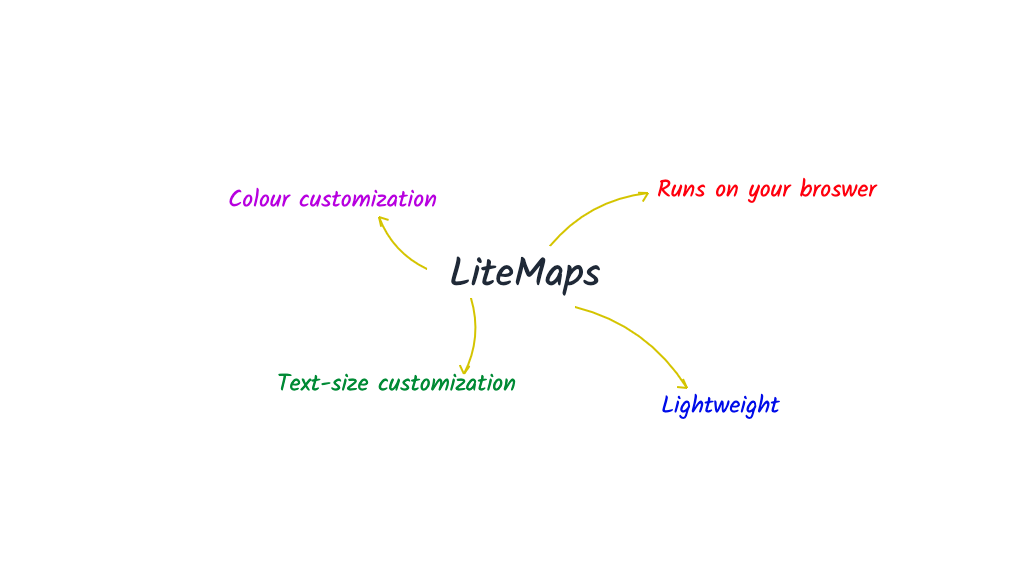 Runs on your broswer
Colour customization
LiteMaps
Text-size customization
Lightweight